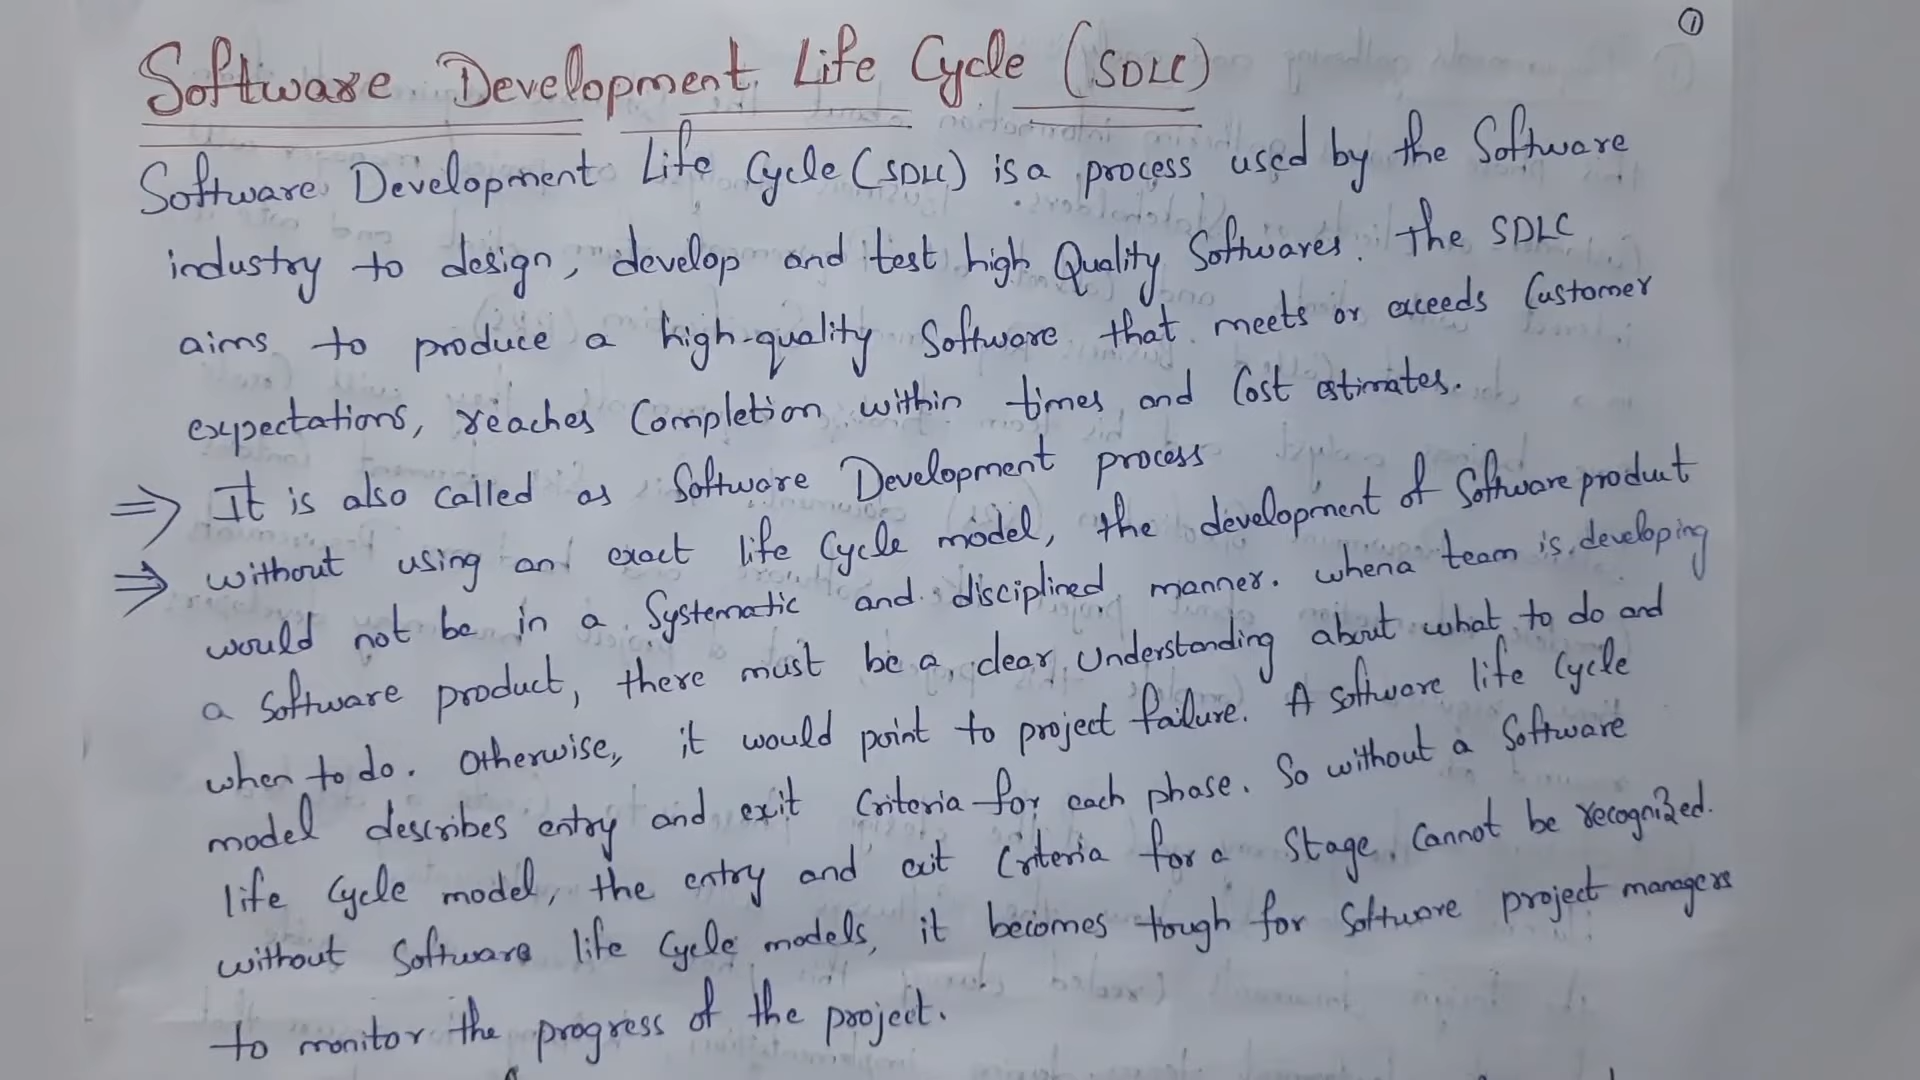 ①
Software Development Life Cycle (SDLC)
Software Development Life Cycle (SDLC) is a process used by the Software
industry to design, develop and test high Quality Softwares. The SDLC
aims to produce a high-quality Software that meets or exceeds Customer
expectations, reaches Completion within times and Cost estimates.
⇒ It is also called as Software Development process
⇒ without using an exact life Cycle model, the development of Software product
would not be in a Systematic and disciplined manner. when a team is developing
a Software product, there must be a clear Understanding about what to do and
when to do. Otherwise, it would point to project failure. A software life Cycle
model describes entry and exit Criteria for each phase. So without a Software
life Cycle model, the entry and exit Criteria for a Stage Cannot be recognized.
without Software life Cycle models, it becomes tough for Software project managers
to monitor the progress of the project.